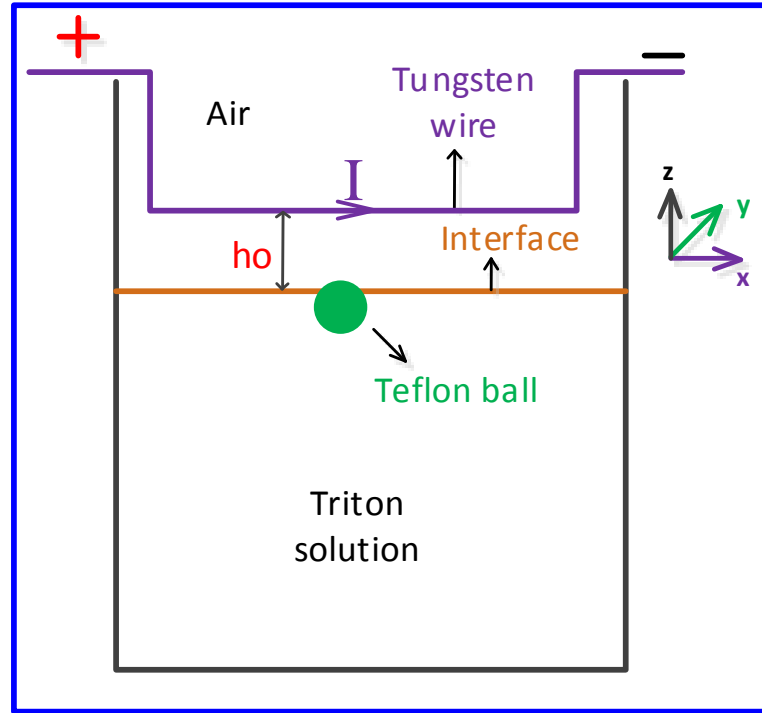 +
−
Tungsten
wire
Air
I
z
y
x
Interface
ho
Teflon ball
Triton
solution